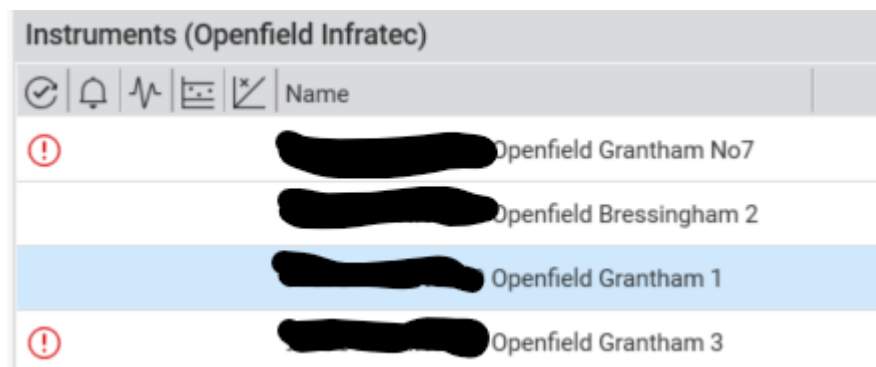 Instruments (Openfield Infratec)
Name
Openfield Grantham No7
Openfield Bressingham 2
Openfield Grantham 1
Openfield Grantham 3